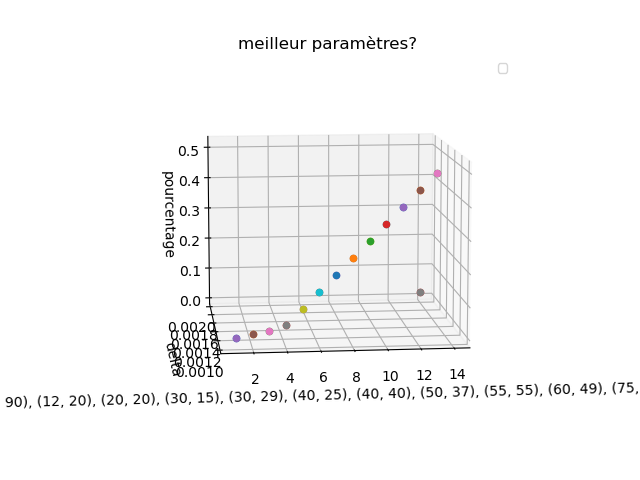 meilleur paramètres?
pourcentage
0.5
0.4
0.3
0.2
0.1
0.0
0.0020
0.0018
0.0016
0.0014
0.0012
0.0010
delta
2 4 6 8 10 12 14
90), (12, 20), (20, 20), (30, 15), (30, 29), (40, 25), (40, 40), (50, 37), (55, 55), (60, 49), (75,